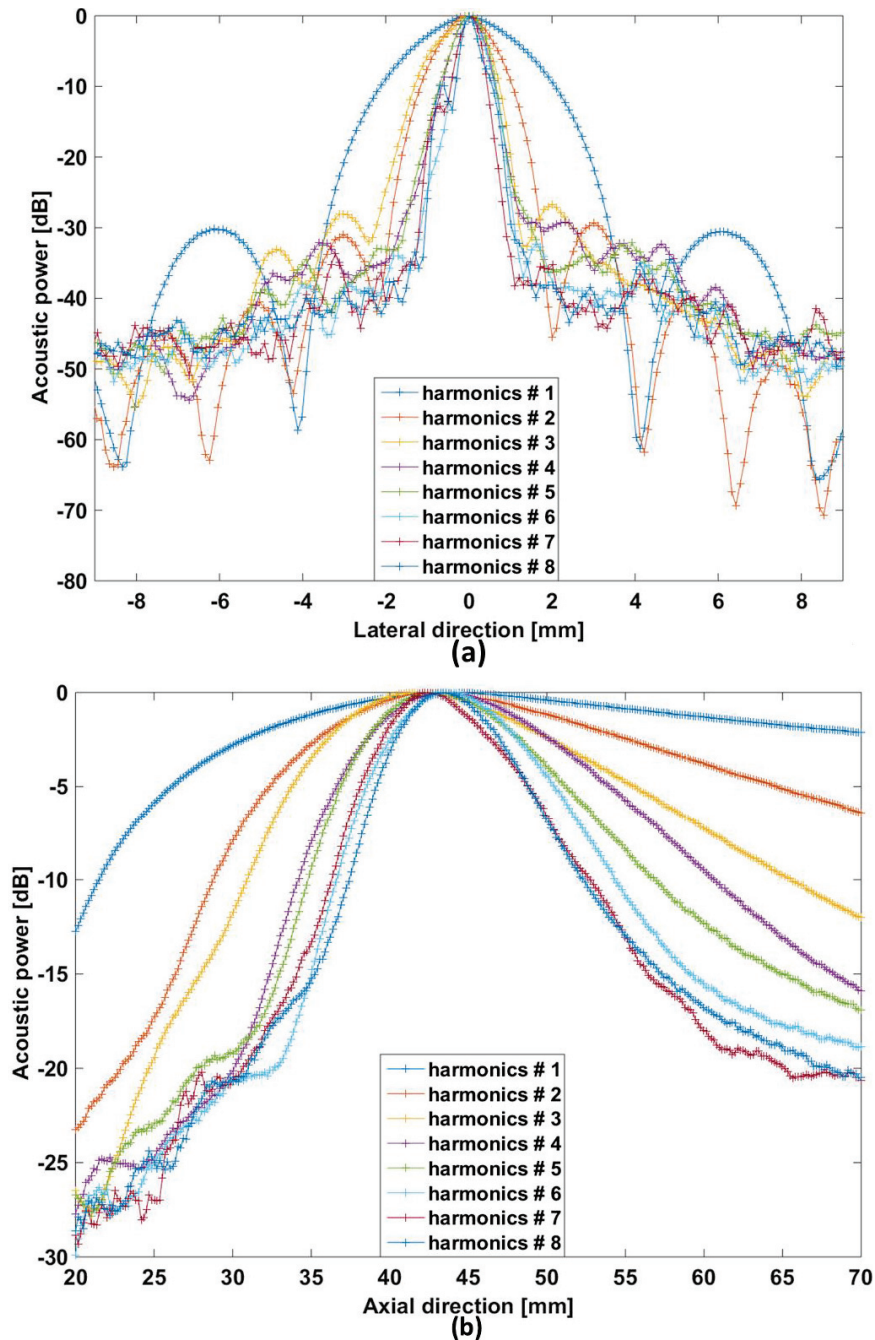 0
-10
-20
-30
-40
-50
-60
-70
-80
Acoustic power [dB]
harmonics # 1
harmonics # 2
harmonics # 3
harmonics # 4
harmonics # 5
harmonics # 6
harmonics # 7
harmonics # 8
-8 -6 -4 -2 0 2 4 6 8
Lateral direction [mm]
(a)
0
-5
-10
-15
-20
-25
-30
Acoustic power [dB]
harmonics # 1
harmonics # 2
harmonics # 3
harmonics # 4
harmonics # 5
harmonics # 6
harmonics # 7
harmonics # 8
20 25 30 35 40 45 50 55 60 65 70
Axial direction [mm]
(b)